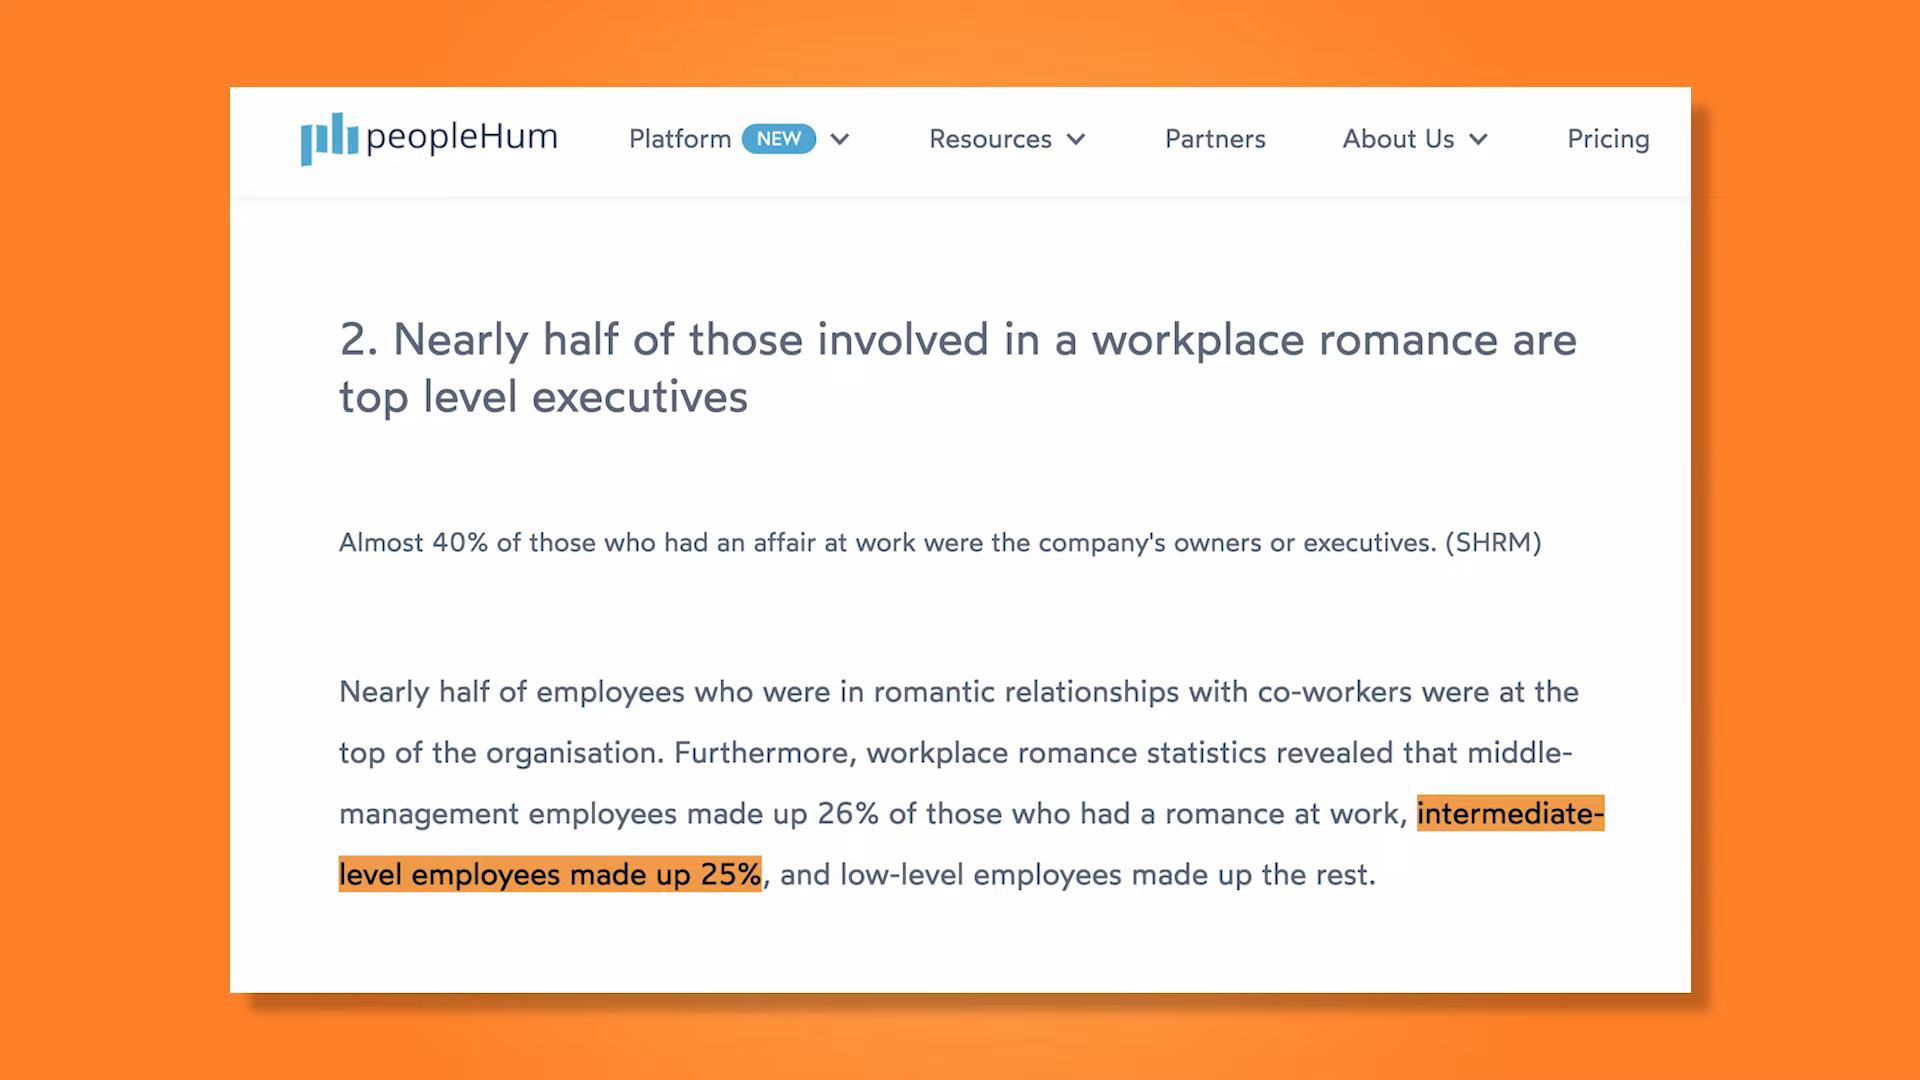 peopleHum Platform NEW Resources Partners About Us Pricing
2. Nearly half of those involved in a workplace romance are
top level executives
Almost 40% of those who had an affair at work were the company's owners or executives. (SHRM)
Nearly half of employees who were in romantic relationships with co-workers were at the
top of the organisation. Furthermore, workplace romance statistics revealed that middle-
management employees made up 26% of those who had a romance at work, intermediate-
level employees made up 25%, and low-level employees made up the rest.